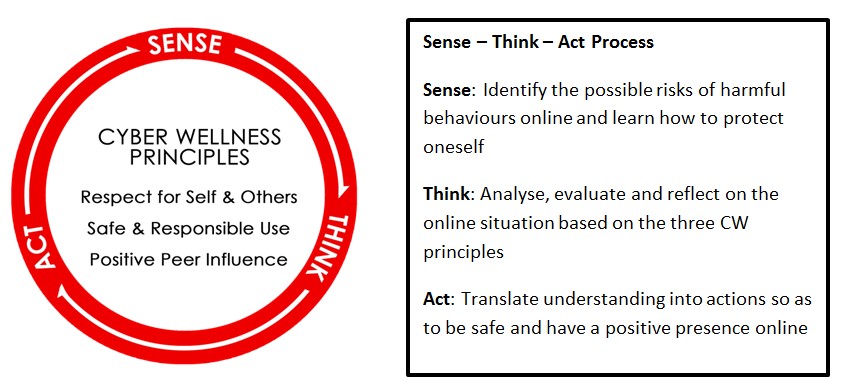 SENSE
THINK
ACT
CYBER WELLNESS
PRINCIPLES
Respect for Self & Others
Safe & Responsible Use
Positive Peer Influence
Sense – Think – Act Process
Sense: Identify the possible risks of harmful
behaviours online and learn how to protect
oneself
Think: Analyse, evaluate and reflect on the
online situation based on the three CW
principles
Act: Translate understanding into actions so as
to be safe and have a positive presence online